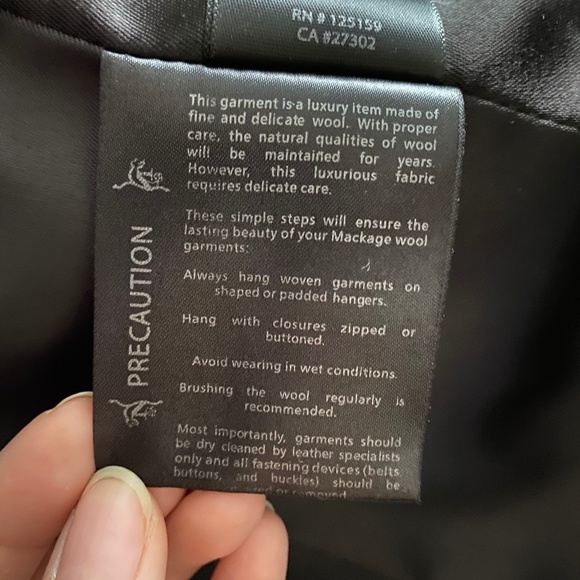 RN # 125159
CA #27302
PRECAUTION
This garment is a luxury item made of
fine and delicate wool. With proper
care, the natural qualities of wool
will be maintained for years.
However, this luxurious fabric
requires delicate care.
These simple steps will ensure the
lasting beauty of your Mackage wool
garments:
Always hang woven garments on
shaped or padded hangers.
Hang with closures zipped or
buttoned.
Avoid wearing in wet conditions.
Brushing the wool regularly is
recommended.
Most importantly, garments should
be dry cleaned by leather specialists
only and all fastening devices (belts,
buttons, and buckles) should be
or removed